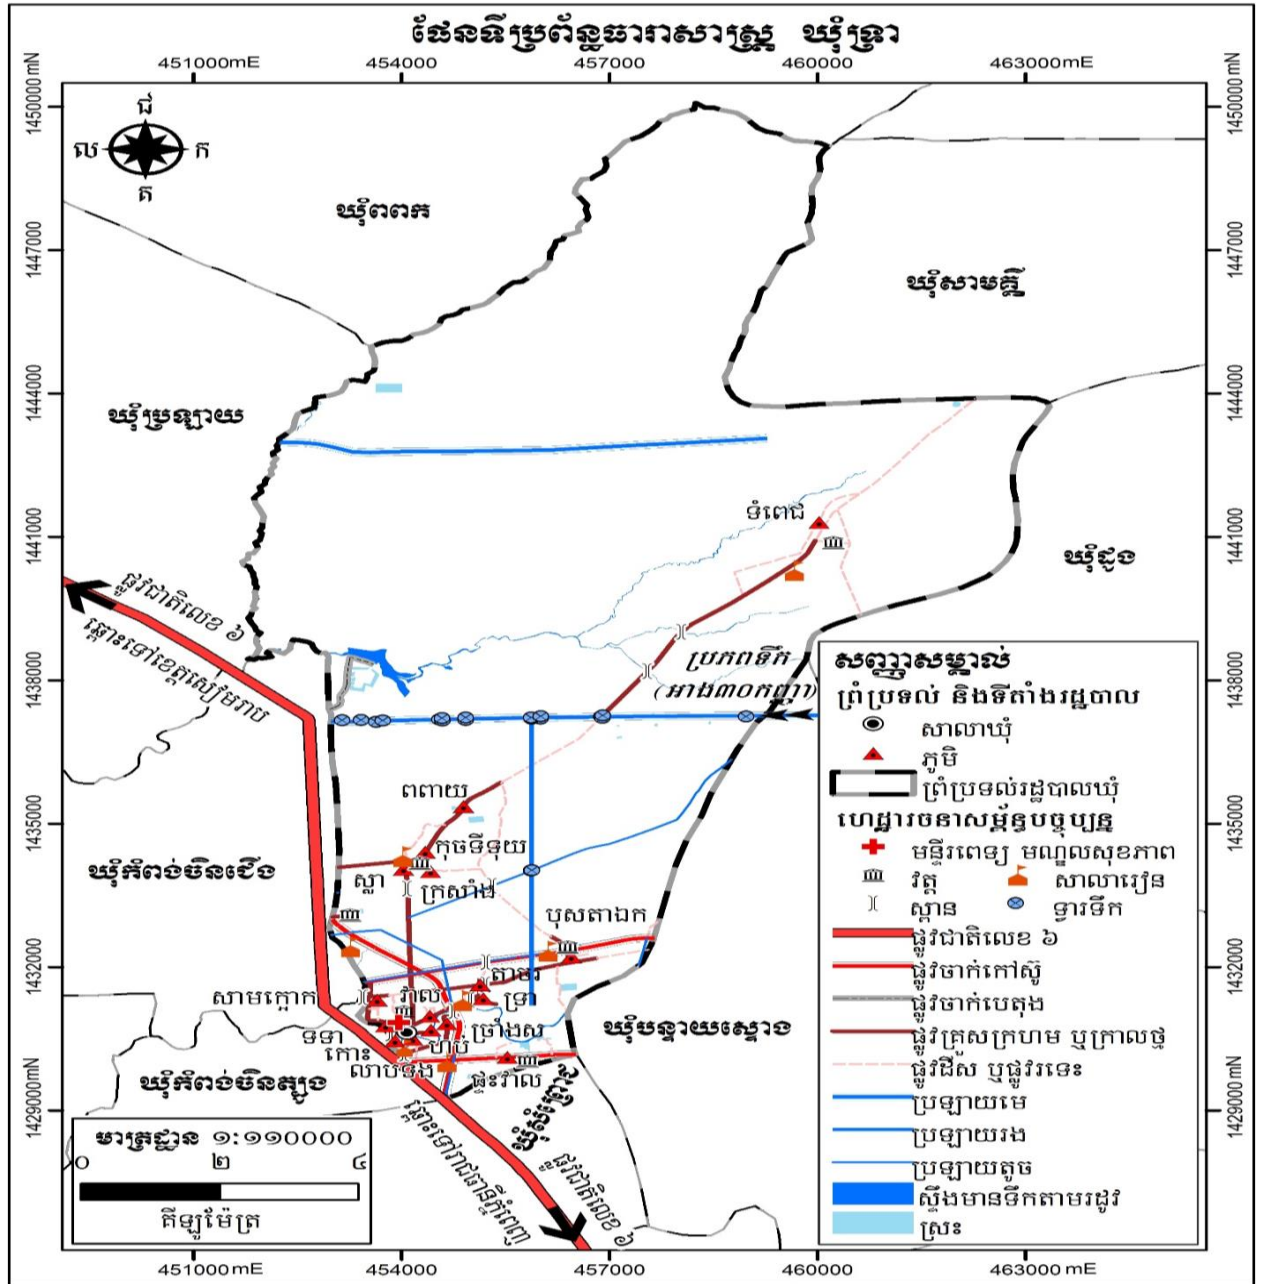 ផែនទីប្រព័ន្ធធារាសាស្ត្រ ឃុំទ្រា
451000mE 454000 457000 460000 463000mE
1450000mN 1450000mN
1447000 1447000
1444000 1444000
1441000 1441000
1438000 1438000
1435000 1435000
1432000 1432000
1429000mN 1429000mN
ជ
ល ក
ត
ឃុំពពក
ឃុំសាមគ្គី
ឃុំប្រឡាយ
ទំពេជ
ឃុំដូង
ផ្លូវជាតិលេខ ៦
ឆ្ពោះទៅខេត្តសៀមរាប
ប្រភពទឹក
(អាង៣០កញ្ញា)
ពពាយ
កុចទីទុយ
ឃុំកំពង់ចិនជើង
ស្លា
ក្រសាំង
បុសតាឯក
តាចរ
សាមក្អោក
វាល
ទ្រា
ច្រាំងស
ទទា
កោះ
ហប់
លាបទង
ផ្ទះវាល
ឃុំបន្ទាយស្ទោង
ឃុំកំពង់ចិនត្បូង
ឆ្ពោះទៅរាជធានីភ្នំពេញ
ផ្លូវជាតិលេខ ៦
មាត្រដ្ឋាន ១:១១០០០០
០ ២ ៤
គីឡូម៉ែត្រ
សញ្ញាសម្គាល់
ព្រំប្រទល់ និងទីតាំងរដ្ឋបាល
សាលាឃុំ
ភូមិ
ព្រំប្រទល់រដ្ឋបាលឃុំ
ហេដ្ឋារចនាសម្ព័ន្ធបច្ចុប្បន្ន
មន្ទីរពេទ្យ មណ្ឌលសុខភាព
វត្ត សាលារៀន
ស្ពាន ទ្វារទឹក
ផ្លូវជាតិលេខ ៦
ផ្លូវចាក់កៅស៊ូ
ផ្លូវចាក់បេតុង
ផ្លូវគ្រួសក្រហម ឬក្រាលថ្ម
ផ្លូវដីស ឬផ្លូវរទេះ
ប្រឡាយមេ
ប្រឡាយរង
ប្រឡាយតូច
ស្ទឹងមានទឹកតាមរដូវ
ស្រះ
451000mE 454000 457000 460000 463000mE